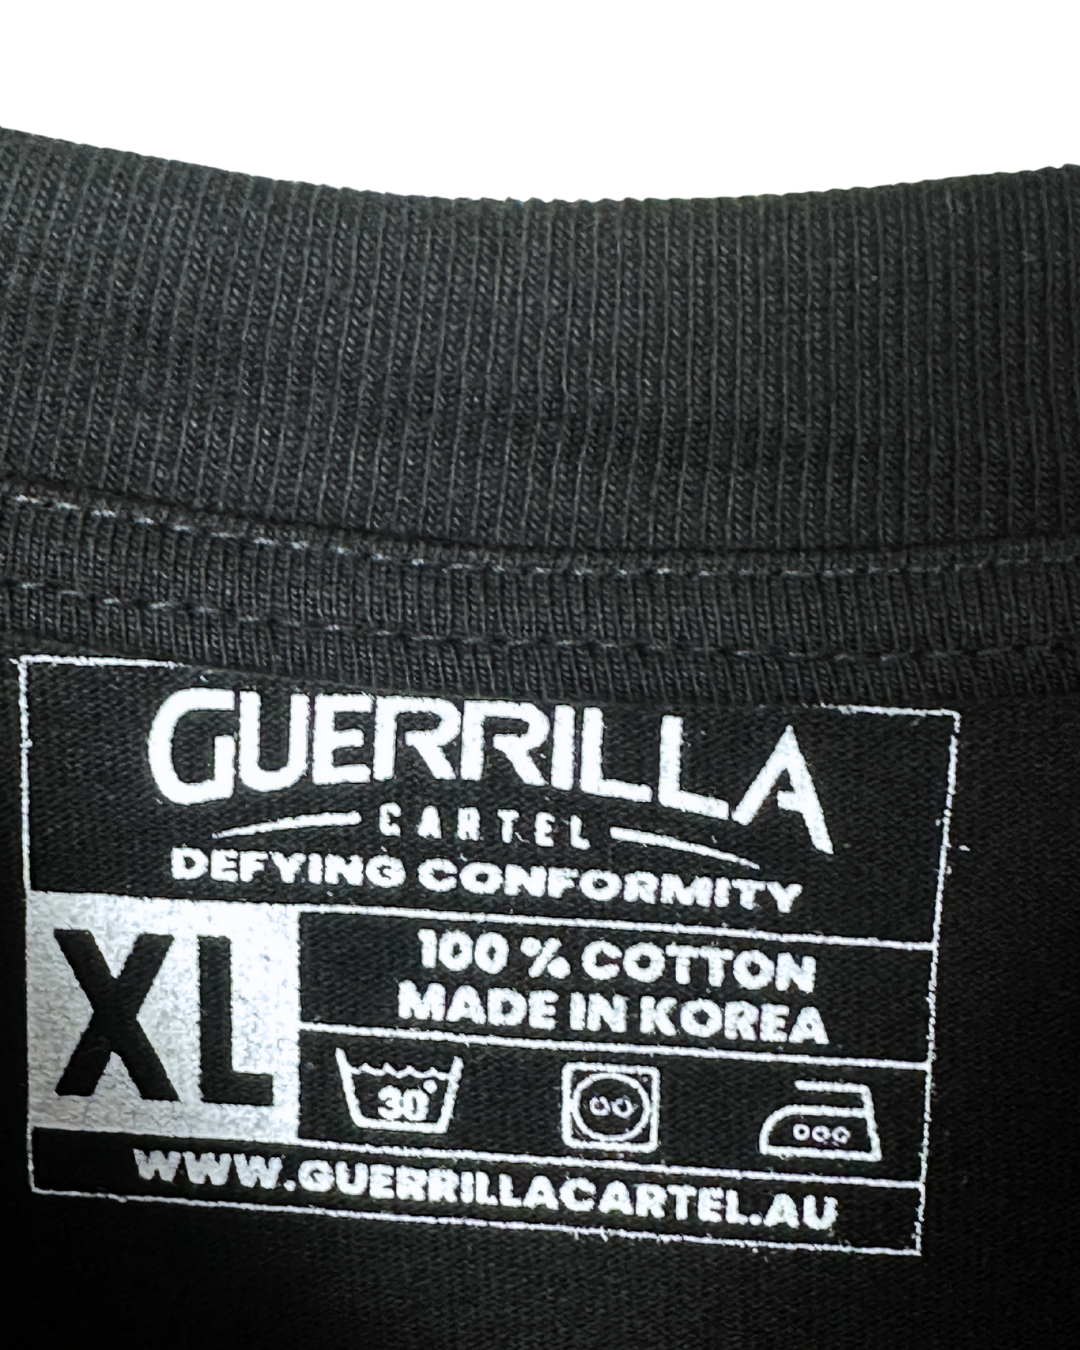 GUERRILLA
CARTEL
DEFYING CONFORMITY
XL
100 % COTTON
MADE IN KOREA
30°
WWW.GUERRILLACARTEL.AU